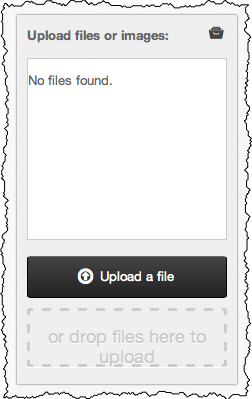 Upload files or images:
No files found.
Upload a file
or drop files here to
upload